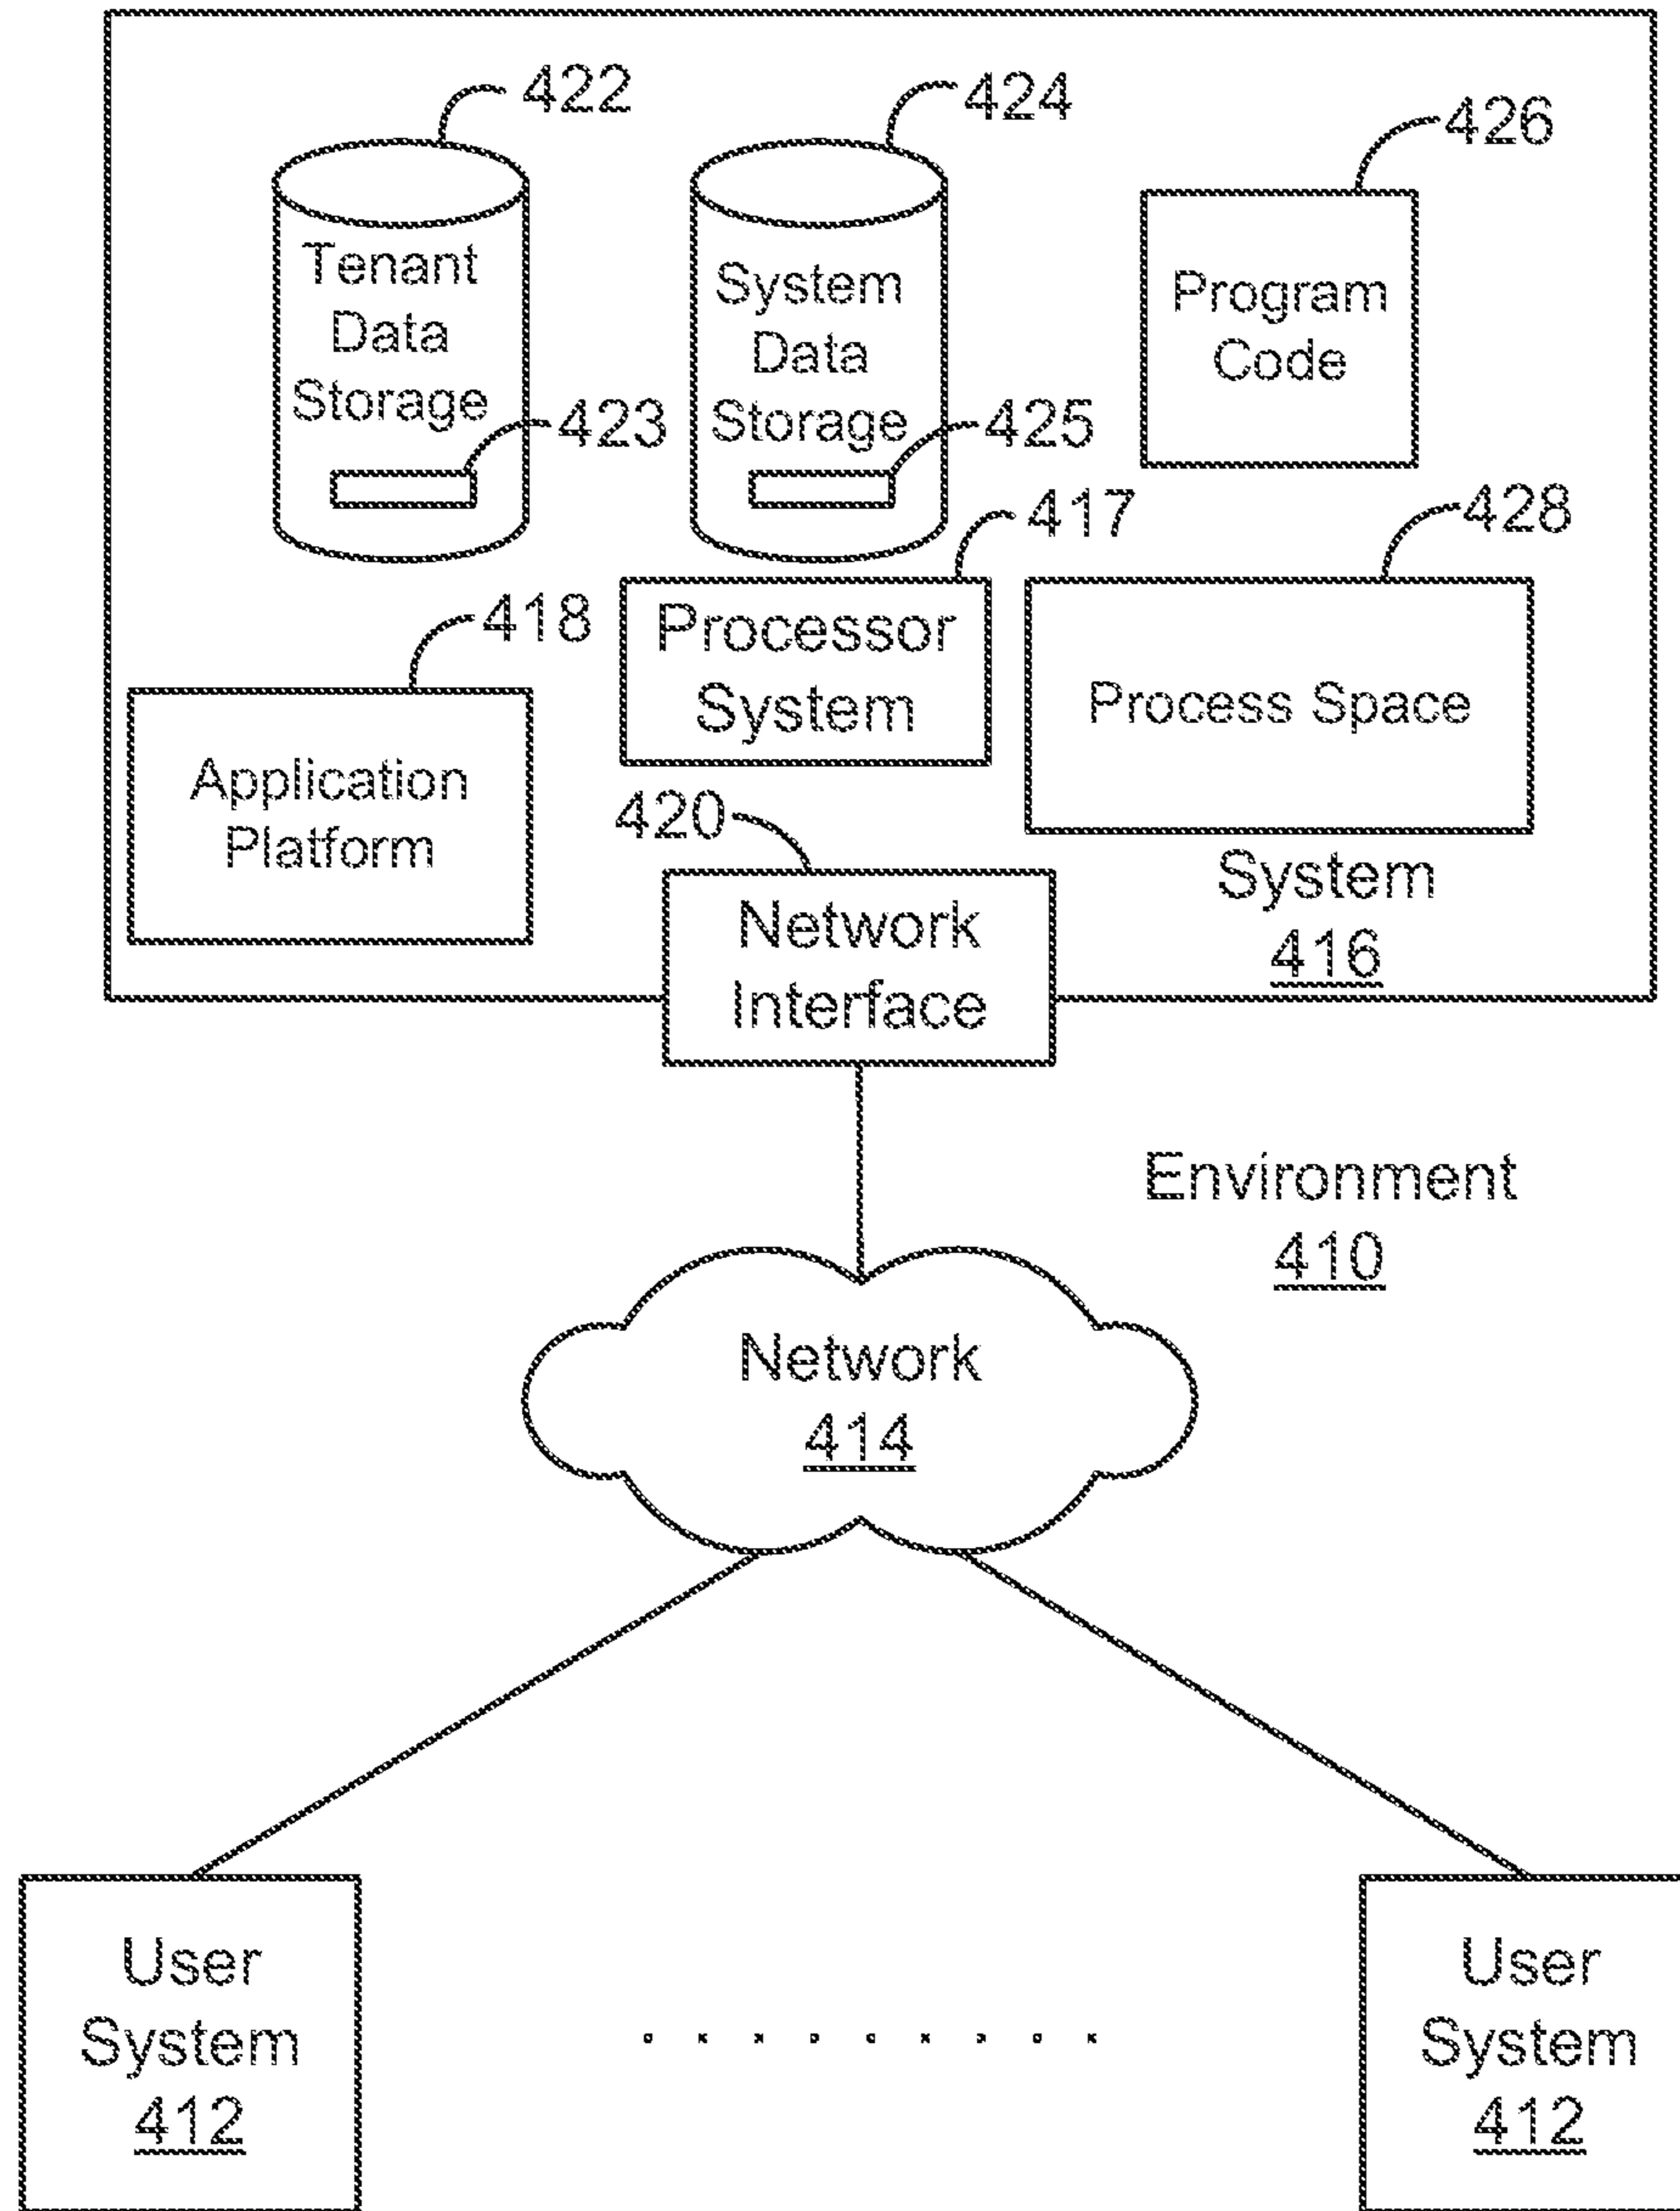 422
424
426
Tenant
Data
Storage
423
System
Data
Storage
425
Program
Code
417
428
418
Processor
System
Process Space
Application
Platform
420
Network
Interface
System
416
Environment
410
Network
414
User
System
412
User
System
412